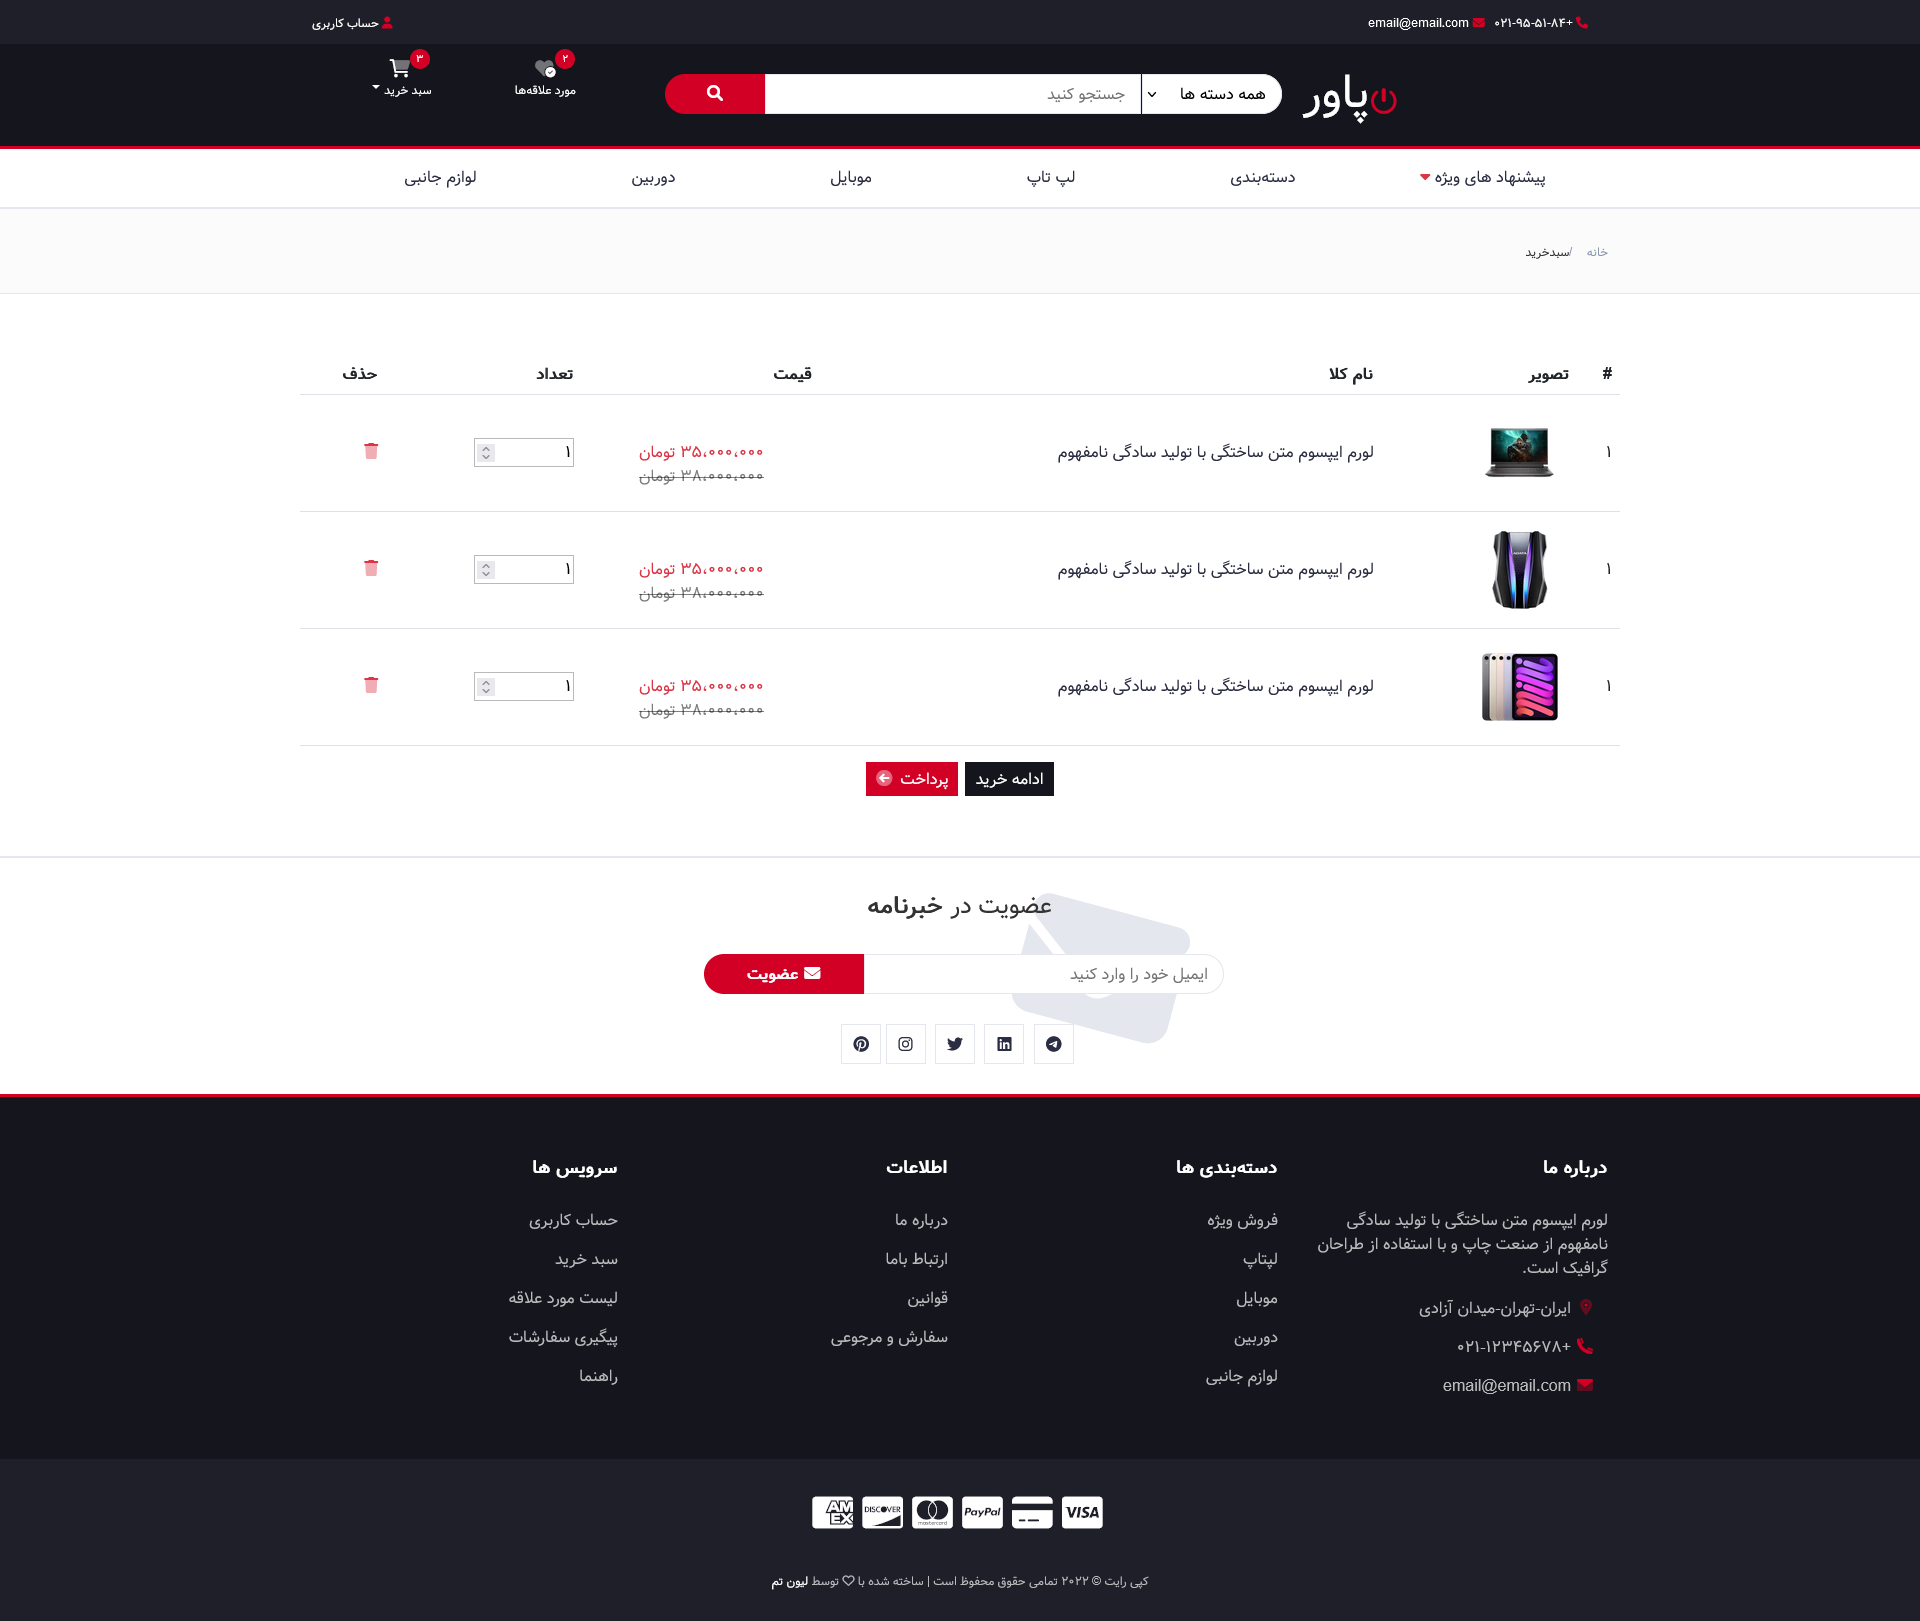 +۰۲۱-۹۵-۵۱-۸۴ email@email.com حساب کاربری
پاور
همه دسته ها جستجو کنید
۲ ۳
مورد علاقه‌ها سبد خرید
پیشنهاد های ویژه دسته‌بندی لپ تاپ موبایل دوربین لوازم جانبی
خانه /سبدخرید
# تصویر نام کلا قیمت تعداد حذف
۱ لورم ایپسوم متن ساختگی با تولید سادگی نامفهوم ۳۵،۰۰۰،۰۰۰ تومان ۱
۳۸،۰۰۰،۰۰۰ تومان
۱ لورم ایپسوم متن ساختگی با تولید سادگی نامفهوم ۳۵،۰۰۰،۰۰۰ تومان ۱
۳۸،۰۰۰،۰۰۰ تومان
۱ لورم ایپسوم متن ساختگی با تولید سادگی نامفهوم ۳۵،۰۰۰،۰۰۰ تومان ۱
۳۸،۰۰۰،۰۰۰ تومان
ادامه خرید پرداخت
عضویت در خبرنامه
ایمیل خود را وارد کنید عضویت
درباره ما
لورم ایپسوم متن ساختگی با تولید سادگی
نامفهوم از صنعت چاپ و با استفاده از طراحان
گرافیک است.
ایران-تهران-میدان آزادی
+۰۲۱-۱۲۳۴۵۶۷۸
email@email.com
دسته‌بندی ها
فروش ویژه
لپتاپ
موبایل
دوربین
لوازم جانبی
اطلاعات
درباره ما
ارتباط باما
قوانین
سفارش و مرجوعی
سرویس ها
حساب کاربری
سبد خرید
لیست مورد علاقه
پیگیری سفارشات
راهنما
VISA PayPal mastercard DISCOVER AM EX
کپی رایت © ۲۰۲۲ تمامی حقوق محفوظ است | ساخته شده با توسط لیون تم